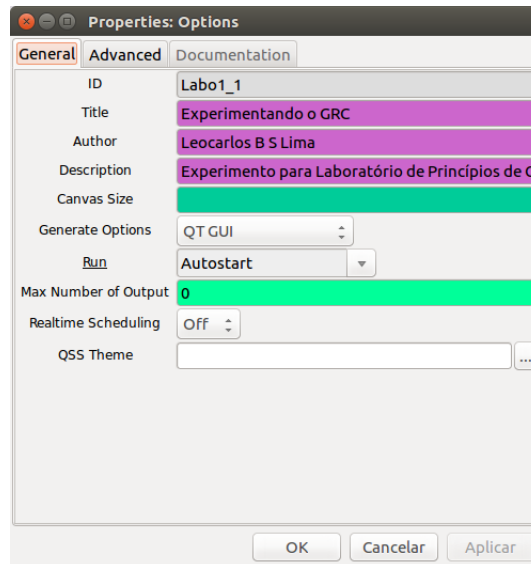 Properties: Options
General Advanced Documentation
ID Labo1_1
Title Experimentando o GRC
Author Leocarlos B S Lima
Description Experimento para Laboratório de Princípios de
Canvas Size
Generate Options QT GUI
Run Autostart
Max Number of Output 0
Realtime Scheduling Off
QSS Theme ...
OK Cancelar Aplicar